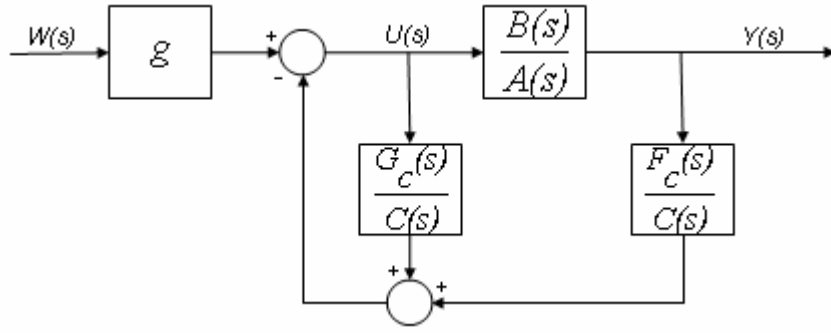 W(s)
g
+
-
U(s)
B(s)
A(s)
Y(s)
G_c(s)
C(s)
F_c(s)
C(s)
+
+